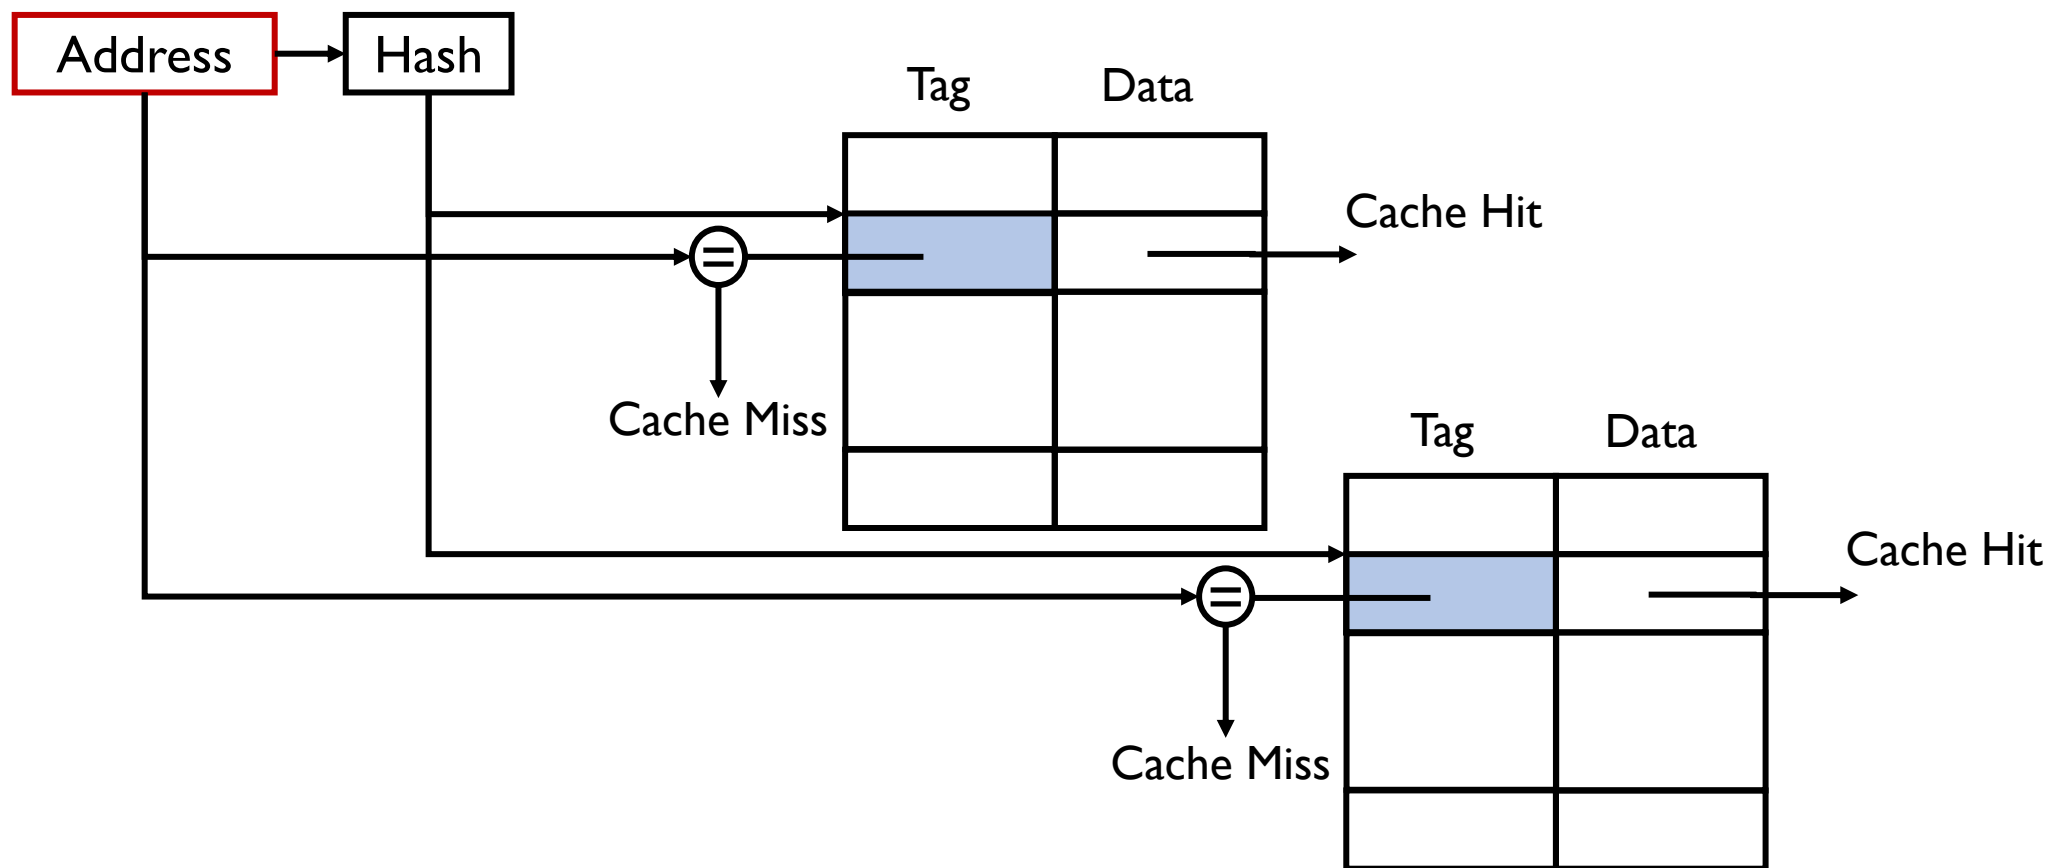 Address
Hash
Tag
Data
Cache Hit
=
Cache Miss
Tag
Data
Cache Hit
=
Cache Miss